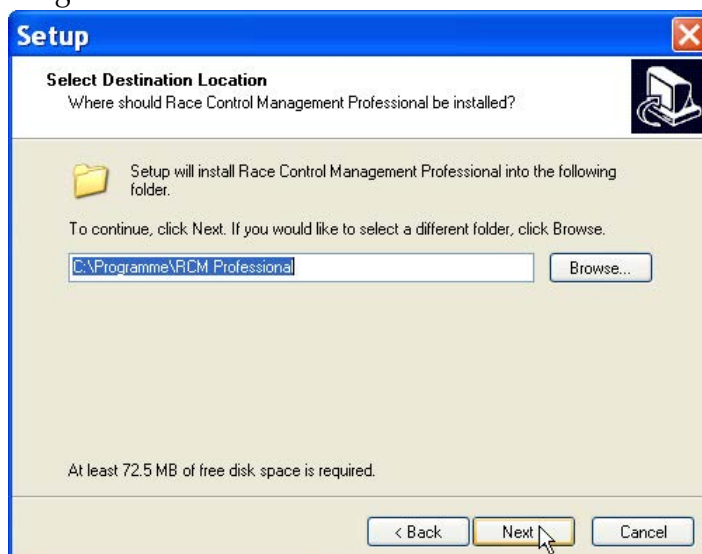 Setup
Select Destination Location
Where should Race Control Management Professional be installed?
Setup will install Race Control Management Professional into the following
folder.
To continue, click Next. If you would like to select a different folder, click Browse.
C:\Programme\RCM Professional
Browse...
At least 72.5 MB of free disk space is required.
< Back
Next
Cancel